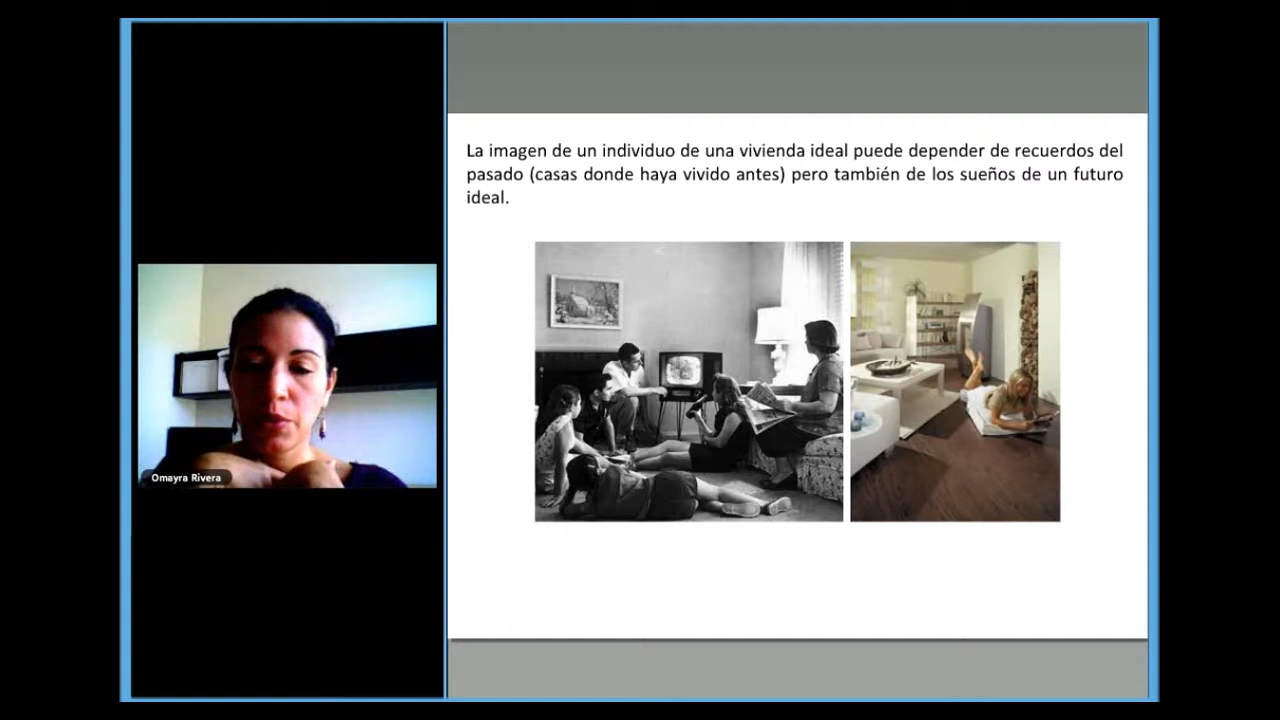 La imagen de un individuo de una vivienda ideal puede depender de recuerdos del
pasado (casas donde haya vivido antes) pero también de los sueños de un futuro
ideal.
Omayra Rivera